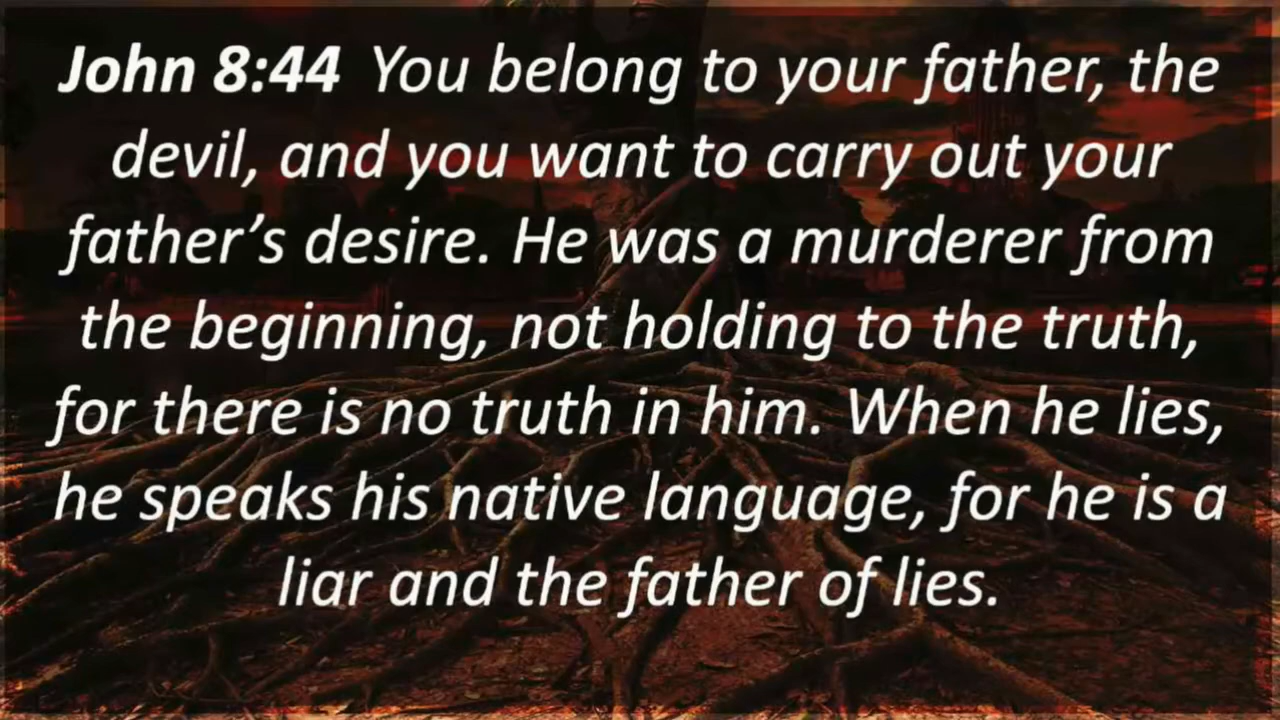 John 8:44 You belong to your father, the
devil, and you want to carry out your
father’s desire. He was a murderer from
the beginning, not holding to the truth,
for there is no truth in him. When he lies,
he speaks his native language, for he is a
liar and the father of lies.